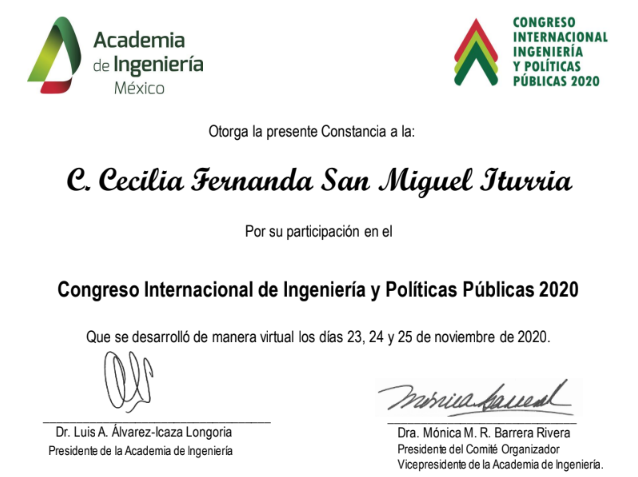 Academia
de Ingeniería
México
CONGRESO
INTERNACIONAL
INGENIERÍA
Y POLÍTICAS
PÚBLICAS 2020
Otorga la presente Constancia a la:
C. Cecilia Fernanda San Miguel Iturria
Por su participación en el
Congreso Internacional de Ingeniería y Políticas Públicas 2020
Que se desarrolló de manera virtual los días 23, 24 y 25 de noviembre de 2020.
Mónica Barrera
Dr. Luis A. Álvarez-Icaza Longoria
Presidente de la Academia de Ingeniería
Dra. Mónica M. R. Barrera Rivera
Presidente del Comité Organizador
Vicepresidente de la Academia de Ingeniería.